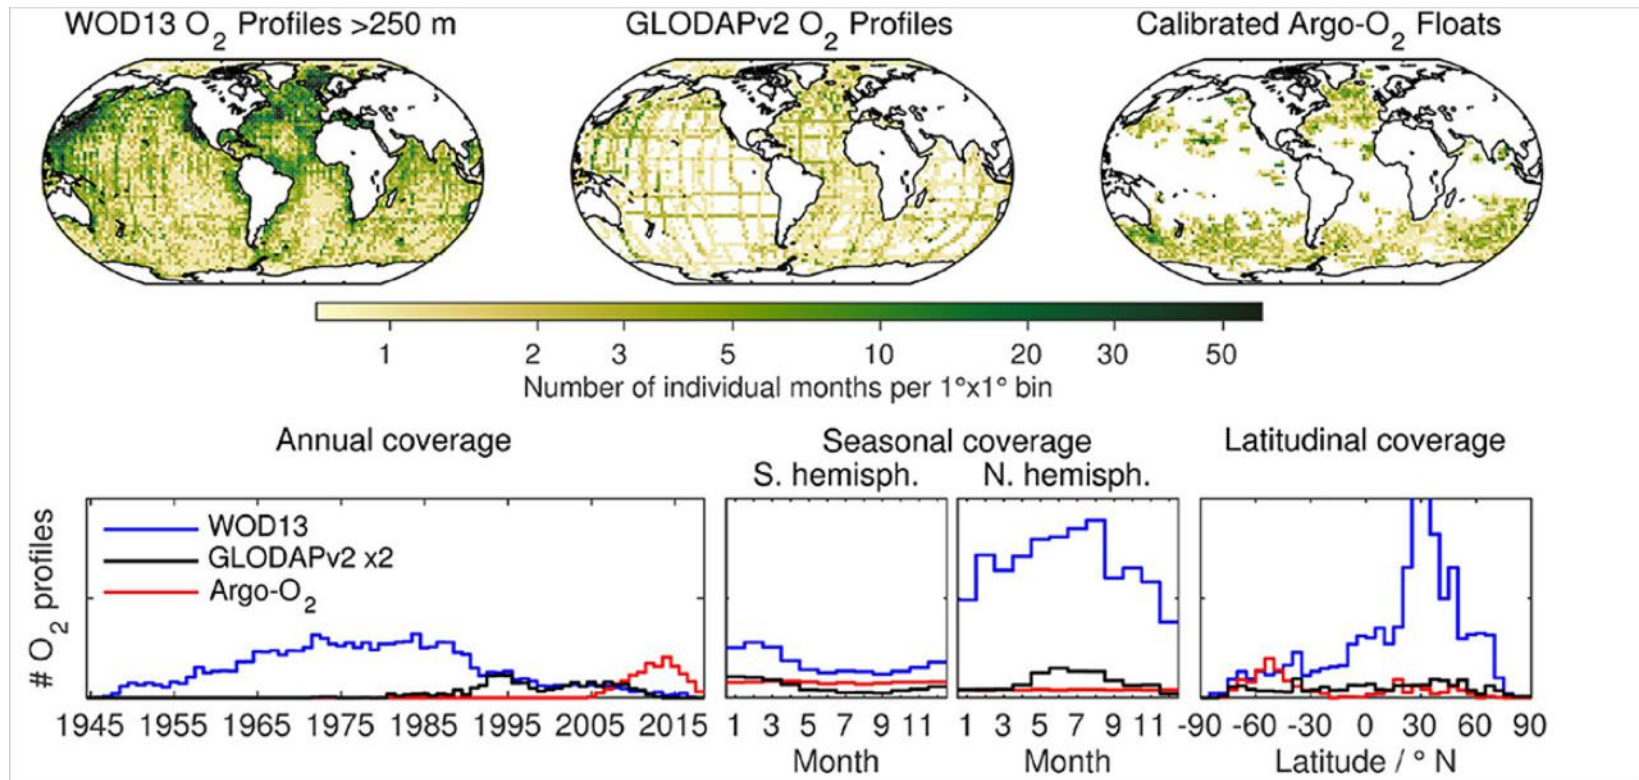 WOD13 O2 Profiles >250 m
GLODAPv2 O2 Profiles
Calibrated Argo-O2 Floats
1 2 3 5 10 20 30 50
Number of individual months per 1°x1° bin
Annual coverage
Seasonal coverage
Latitudinal coverage
S. hemisph.
N. hemisph.
# O2 profiles
WOD13
GLODAPv2 x2
Argo-O2
1945 1955 1965 1975 1985 1995 2005 2015
1 3 5 7 9 11
Month
1 3 5 7 9 11
Month
-90 -60 -30 0 30 60 90
Latitude / ° N